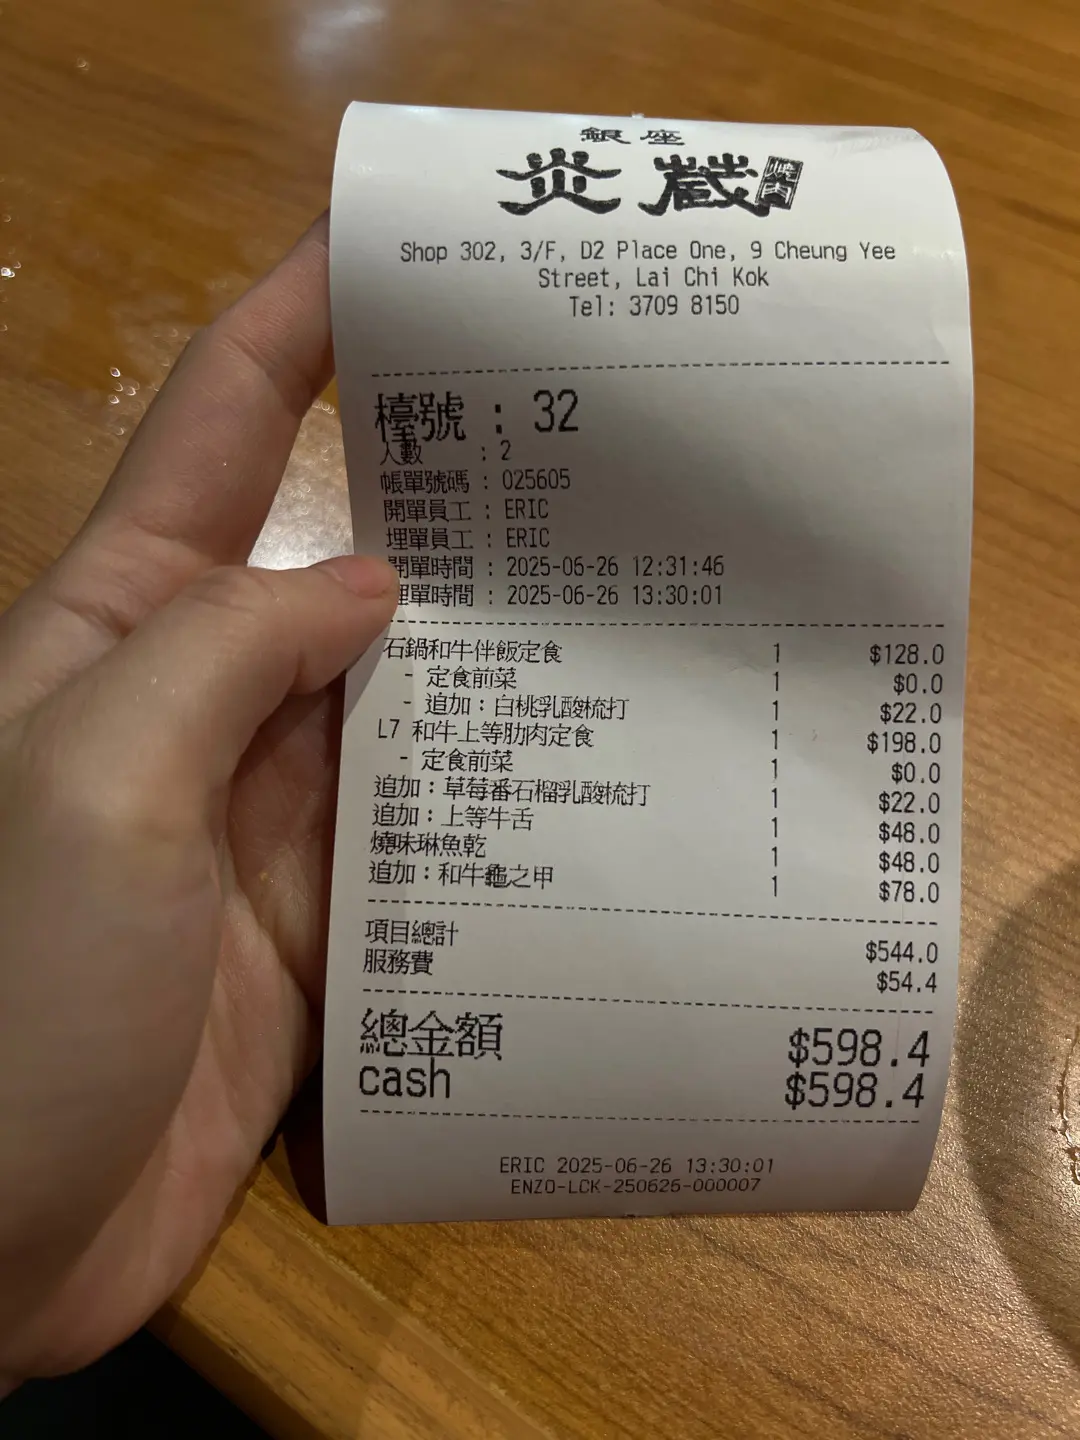 銀座
炎蔵 焼肉
Shop 302, 3/F, D2 Place One, 9 Cheung Yee
Street, Lai Chi Kok
Tel: 3709 8150
檯號 : 32
人數 : 2
帳單號碼 : 025605
開單員工 : ERIC
埋單員工 : ERIC
開單時間 : 2025-06-26 12:31:46
埋單時間 : 2025-06-26 13:30:01
石鍋和牛伴飯定食 1 $128.0
- 定食前菜 1 $0.0
- 追加：白桃乳酸梳打 1 $22.0
L7 和牛上等肋肉定食 1 $198.0
- 定食前菜 1 $0.0
追加：草莓番石榴乳酸梳打 1 $22.0
追加：上等牛舌 1 $48.0
燒味琳魚乾 1 $48.0
追加：和牛龜之甲 1 $78.0
項目總計 $544.0
服務費 $54.4
總金額 $598.4
cash $598.4
ERIC 2025-06-26 13:30:01
ENZO-LCK-250626-000007